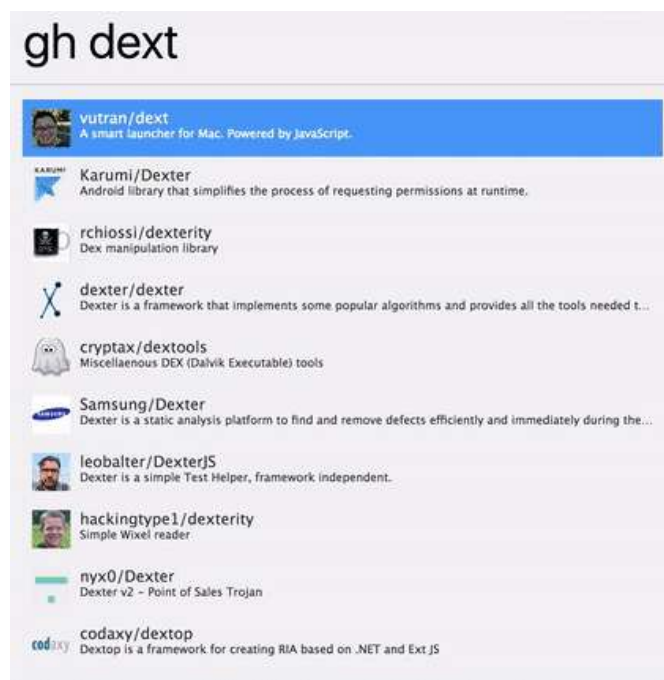 gh dext
vutran/dext
A smart launcher for Mac. Powered by JavaScript.
KARUMI
Karumi/Dexter
Android library that simplifies the process of requesting permissions at runtime.
rchiossi/dexterity
Dex manipulation library
dexter/dexter
Dexter is a framework that implements some popular algorithms and provides all the tools needed t...
cryptax/dextools
Miscellaenous DEX (Dalvik Executable) tools
SAMSUNG
Samsung/Dexter
Dexter is a static analysis platform to find and remove defects efficiently and immediately during the...
leobalter/DexterJS
Dexter is a simple Test Helper, framework independent.
hackingtype1/dexterity
Simple Wixel reader
nyx0/Dexter
Dexter v2 - Point of Sales Trojan
codaxy
codaxy/dextop
Dextop is a framework for creating RIA based on .NET and Ext JS